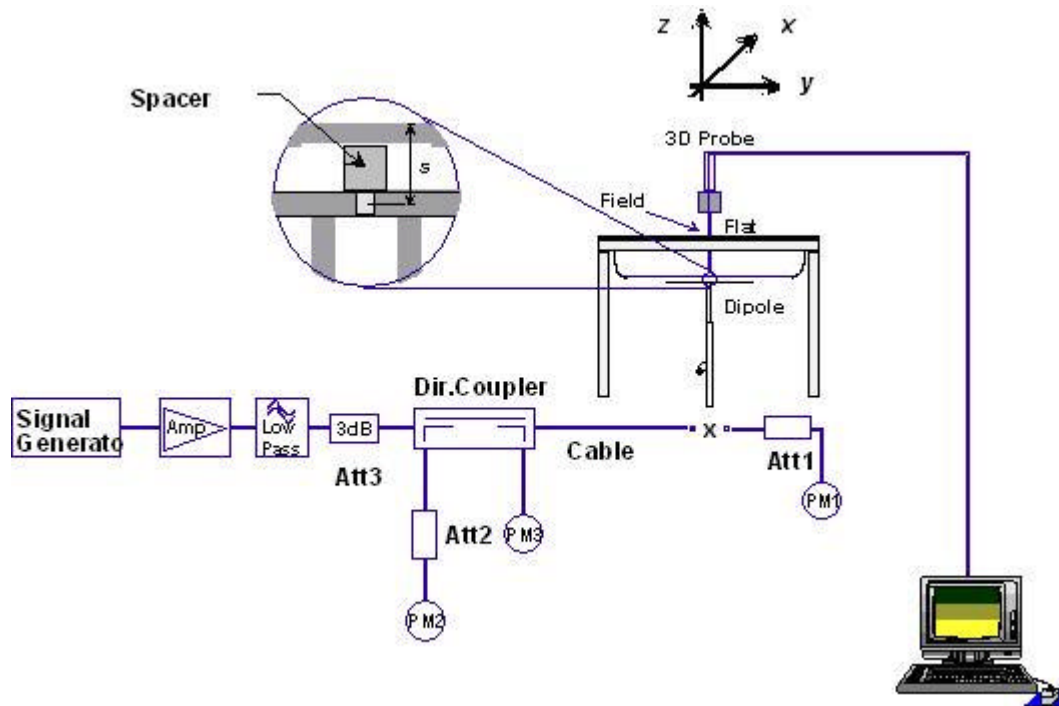 z
x
y
Spacer
s
3D Probe
Field
Flat
Dipole
Dir.Coupler
Signal
Generato
Amp
Low
Pass
3dB
Att3
Cable
x
Att1
PM1
Att2
PM3
PM2